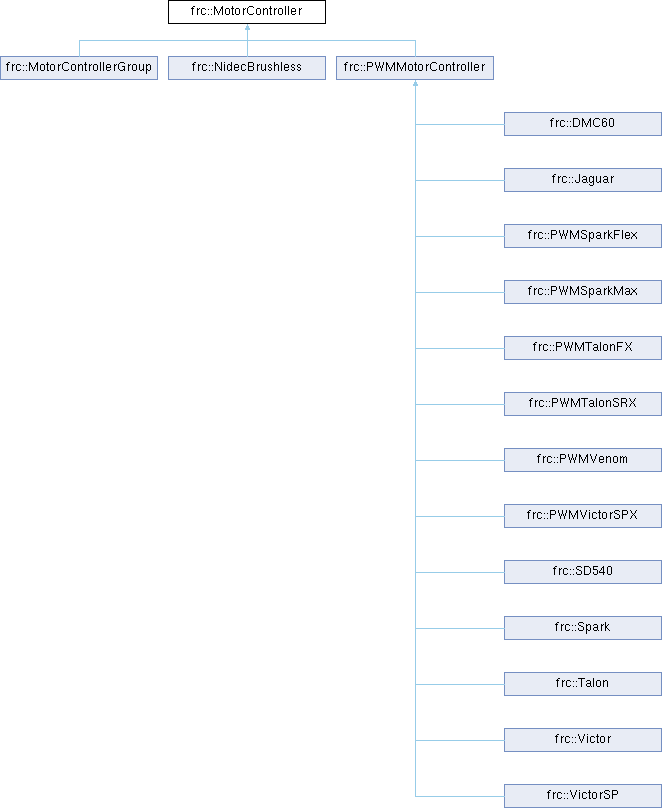 frc::MotorController
frc::MotorControllerGroup
frc::NidecBrushless
frc::PWMMotorController
frc::DMC60
frc::Jaguar
frc::PWMSparkFlex
frc::PWMSparkMax
frc::PWMTalonFX
frc::PWMTalonSRX
frc::PWMVenom
frc::PWMVictorSPX
frc::SD540
frc::Spark
frc::Talon
frc::Victor
frc::VictorSP